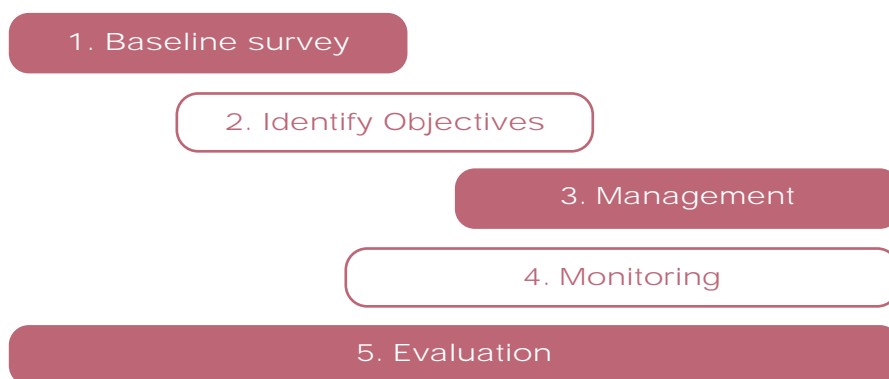 1. Baseline survey
2. Identify Objectives
3. Management
4. Monitoring
5. Evaluation